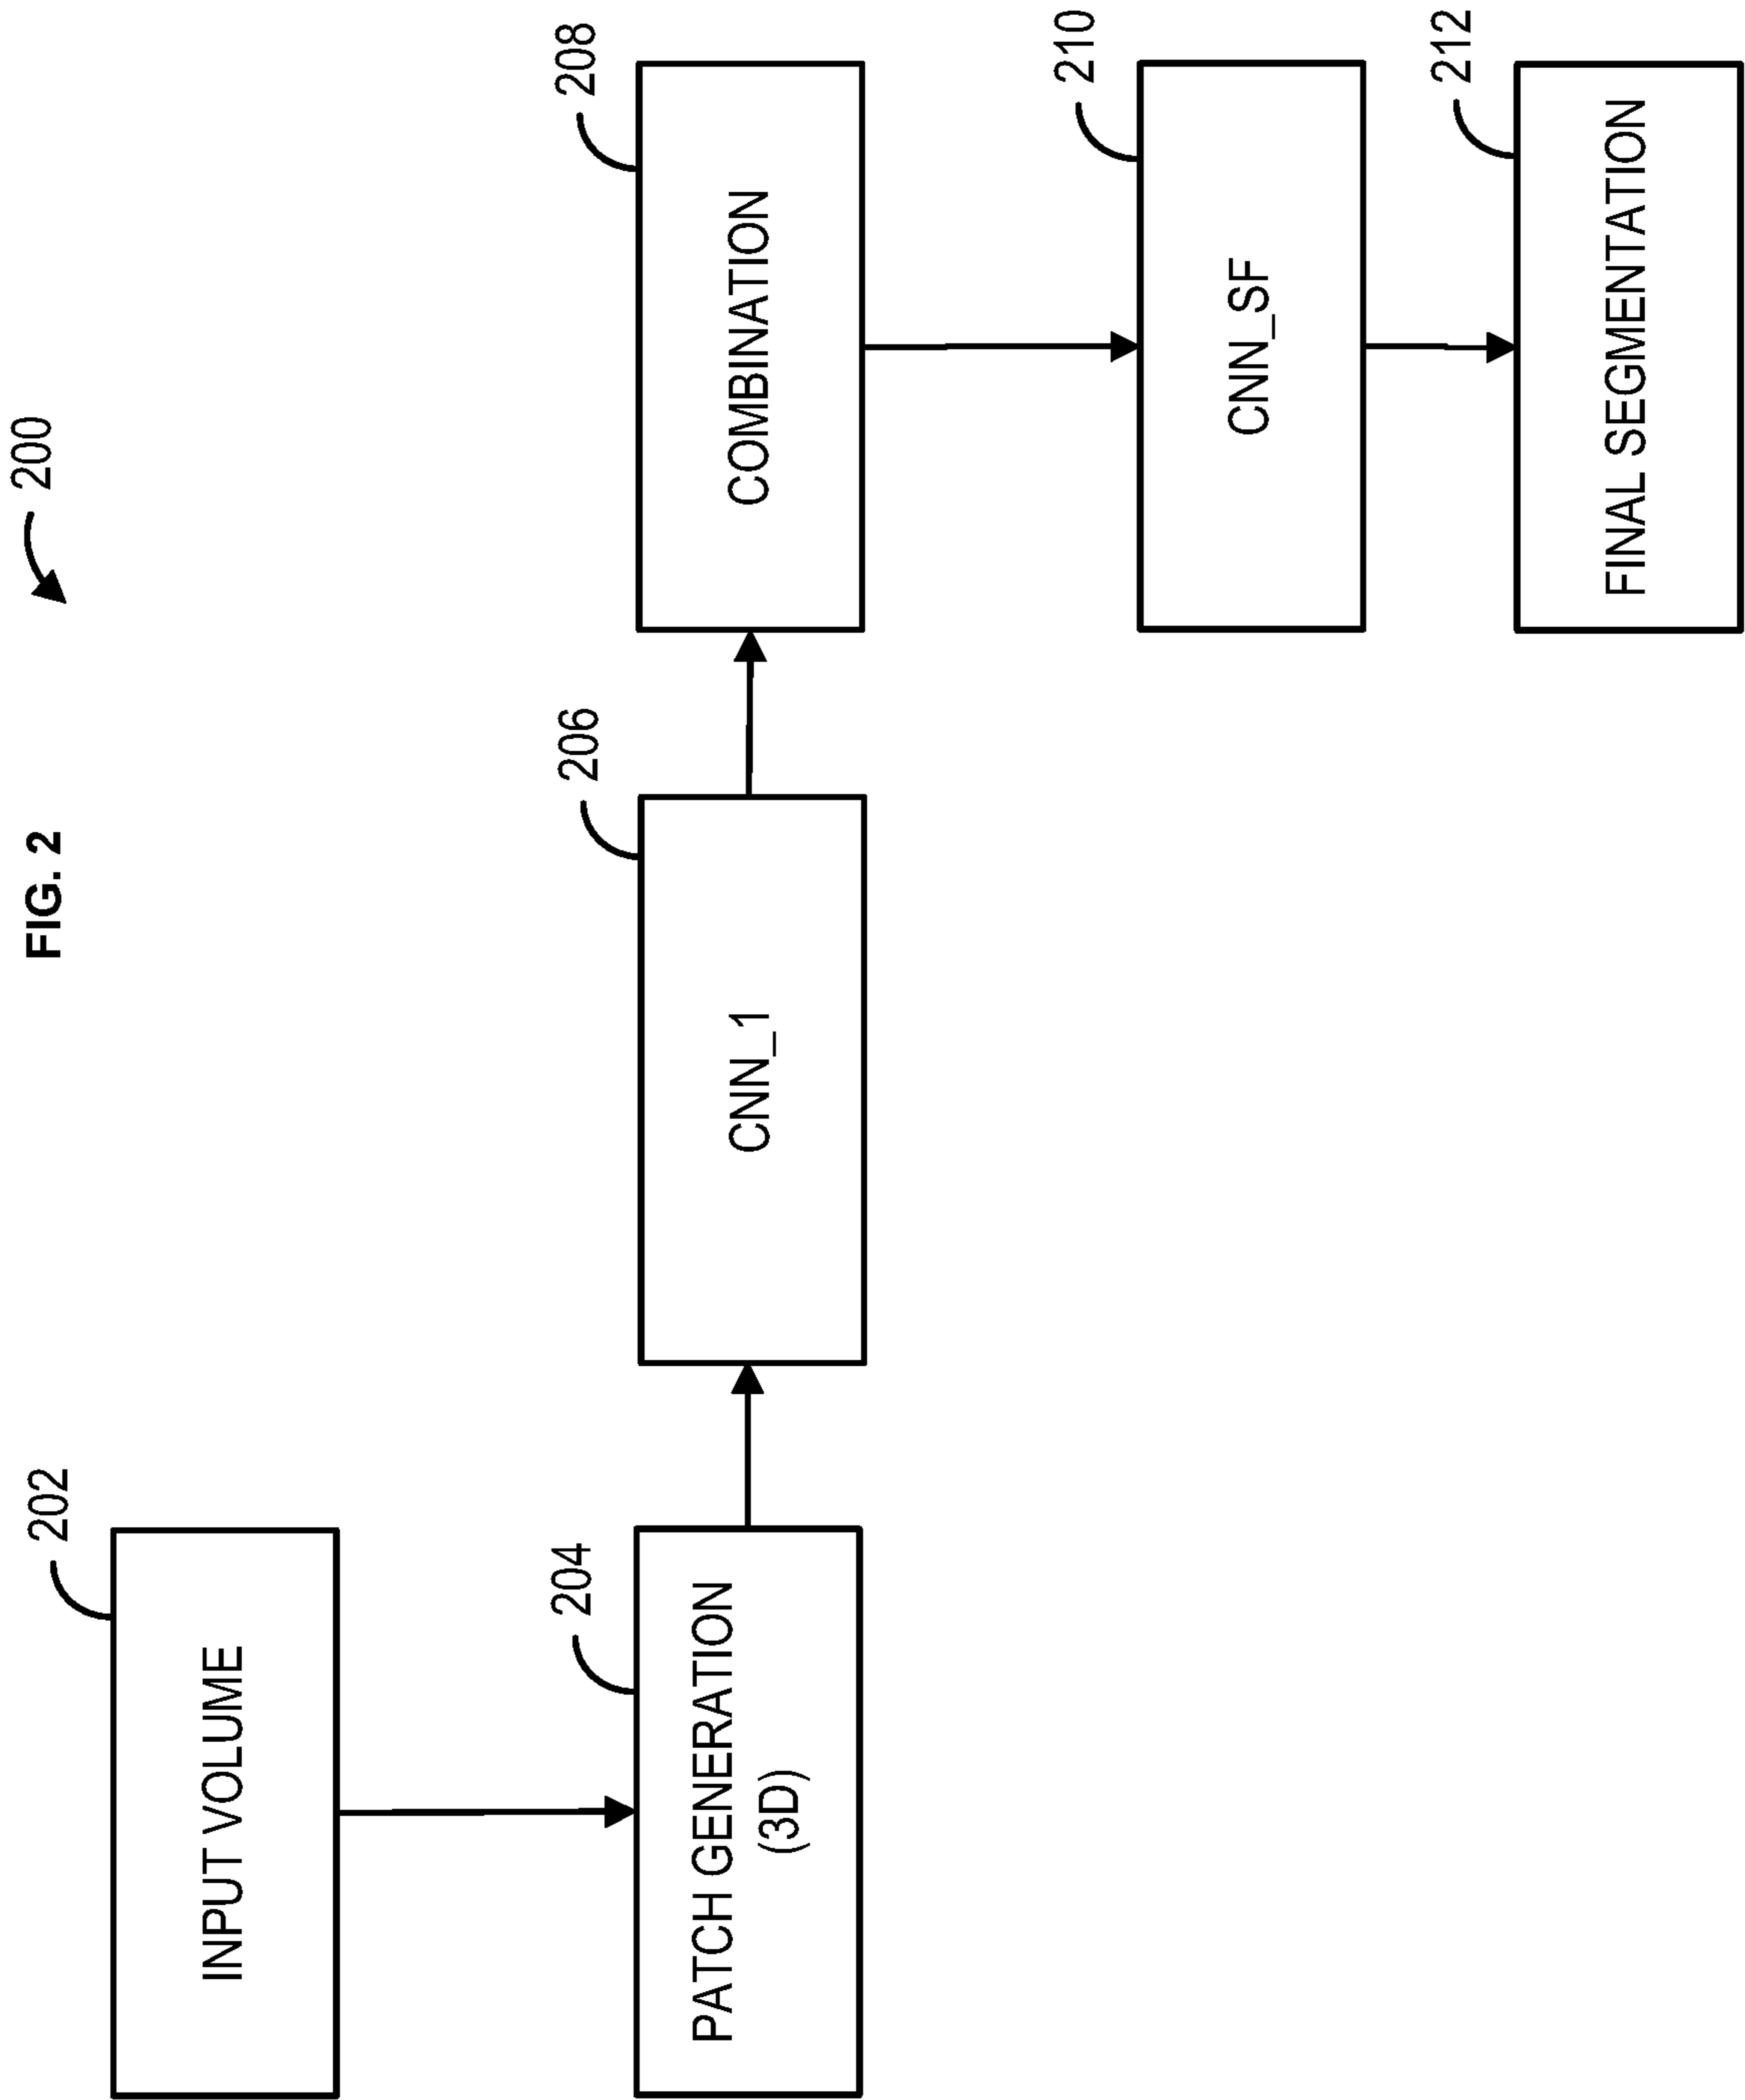 FIG. 2
200
202
INPUT VOLUME
204
PATCH GENERATION
(3D)
206
CNN_1
208
COMBINATION
210
CNN_SF
212
FINAL SEGMENTATION